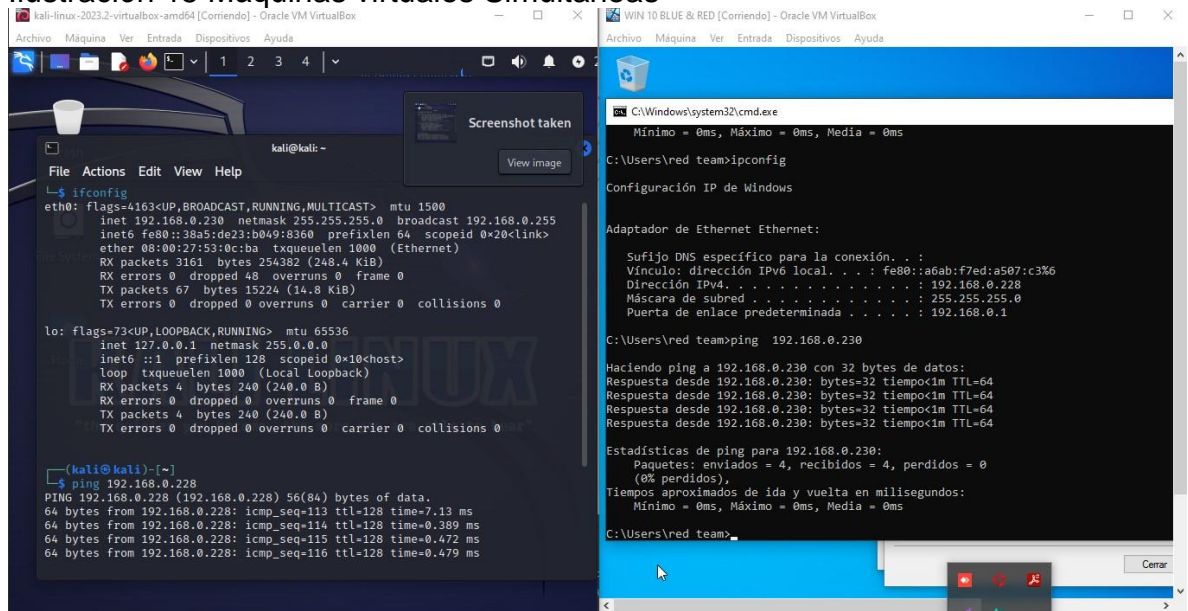 Ilustración 18 Máquinas virtuales Simultáneas
kali-linux-2023.2-virtualbox-amd64 [Corriendo] - Oracle VM VirtualBox
Archivo Máquina Ver Entrada Dispositivos Ayuda
1 2 3 4
Screenshot taken
View image
kali@kali: ~
File Actions Edit View Help
└─$ ifconfig
eth0: flags=4163<UP,BROADCAST,RUNNING,MULTICAST> mtu 1500
inet 192.168.0.230 netmask 255.255.255.0 broadcast 192.168.0.255
inet6 fe80::38a5:de23:b049:8360 prefixlen 64 scopeid 0×20<link>
ether 08:00:27:53:0c:ba txqueuelen 1000 (Ethernet)
RX packets 3161 bytes 254382 (248.4 KiB)
RX errors 0 dropped 48 overruns 0 frame 0
TX packets 67 bytes 15224 (14.8 KiB)
TX errors 0 dropped 0 overruns 0 carrier 0 collisions 0
lo: flags=73<UP,LOOPBACK,RUNNING> mtu 65536
inet 127.0.0.1 netmask 255.0.0.0
inet6 ::1 prefixlen 128 scopeid 0×10<host>
loop txqueuelen 1000 (Local Loopback)
RX packets 4 bytes 240 (240.0 B)
RX errors 0 dropped 0 overruns 0 frame 0
TX packets 4 bytes 240 (240.0 B)
TX errors 0 dropped 0 overruns 0 carrier 0 collisions 0
┌──(kali㉿kali)-[~]
└─$ ping 192.168.0.228
PING 192.168.0.228 (192.168.0.228) 56(84) bytes of data.
64 bytes from 192.168.0.228: icmp_seq=113 ttl=128 time=7.13 ms
64 bytes from 192.168.0.228: icmp_seq=114 ttl=128 time=0.389 ms
64 bytes from 192.168.0.228: icmp_seq=115 ttl=128 time=0.472 ms
64 bytes from 192.168.0.228: icmp_seq=116 ttl=128 time=0.479 ms
WIN 10 BLUE & RED [Corriendo] - Oracle VM VirtualBox
Archivo Máquina Ver Entrada Dispositivos Ayuda
C:\Windows\system32\cmd.exe
Mínimo = 0ms, Máximo = 0ms, Media = 0ms
C:\Users\red team>ipconfig
Configuración IP de Windows
Adaptador de Ethernet Ethernet:
Sufijo DNS específico para la conexión. . :
Vínculo: dirección IPv6 local. . . : fe80::a6ab:f7ed:a507:c3%6
Dirección IPv4. . . . . . . . . . . . . . : 192.168.0.228
Máscara de subred . . . . . . . . . . . . : 255.255.255.0
Puerta de enlace predeterminada . . . . . : 192.168.0.1
C:\Users\red team>ping 192.168.0.230
Haciendo ping a 192.168.0.230 con 32 bytes de datos:
Respuesta desde 192.168.0.230: bytes=32 tiempo<1m TTL=64
Respuesta desde 192.168.0.230: bytes=32 tiempo<1m TTL=64
Respuesta desde 192.168.0.230: bytes=32 tiempo<1m TTL=64
Respuesta desde 192.168.0.230: bytes=32 tiempo<1m TTL=64
Estadísticas de ping para 192.168.0.230:
Paquetes: enviados = 4, recibidos = 4, perdidos = 0
(0% perdidos),
Tiempos aproximados de ida y vuelta en milisegundos:
Mínimo = 0ms, Máximo = 0ms, Media = 0ms
C:\Users\red team>
Cerrar